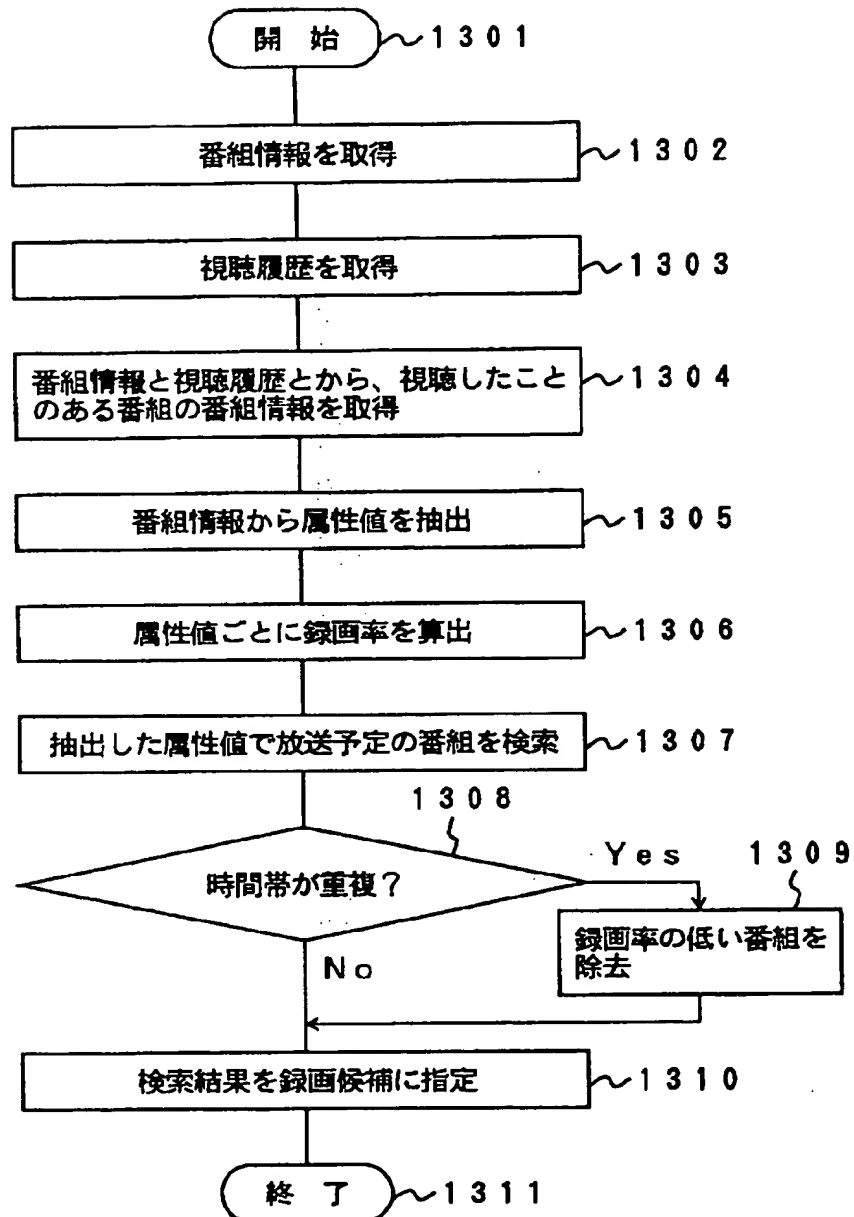 開 始 1301
番組情報を取得 1302
視聴履歴を取得 1303
番組情報と視聴履歴とから、視聴したこと 1304
のある番組の番組情報を取得
番組情報から属性値を抽出 1305
属性値ごとに録画率を算出 1306
抽出した属性値で放送予定の番組を検索 1307
1308
時間帯が重複？
Yes
1309
録画率の低い番組を
除去
No
検索結果を録画候補に指定 1310
終 了 1311